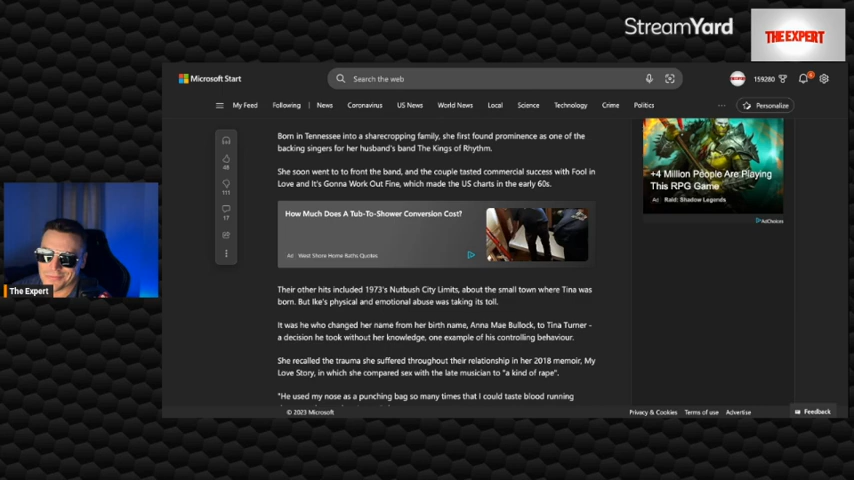 StreamYard
THE EXPERT
Microsoft Start
Search the web
159280
My Feed
Following
News
Coronavirus
US News
World News
Local
Science
Technology
Crime
Politics
...
Personalize
Born in Tennessee into a sharecropping family, she first found prominence as one of the
backing singers for her husband's band The Kings of Rhythm.
She soon went to to front the band, and the couple tasted commercial success with Fool in
Love and It's Gonna Work Out Fine, which made the US charts in the early 60s.
48
111
17
How Much Does A Tub-To-Shower Conversion Cost?
Ad West Shore Home Baths Quotes
+4 Million People Are Playing
This RPG Game
Ad Raid: Shadow Legends
AdChoices
The Expert
Their other hits included 1973's Nutbush City Limits, about the small town where Tina was
born. But Ike's physical and emotional abuse was taking its toll.
It was he who changed her name from her birth name, Anna Mae Bullock, to Tina Turner -
a decision he took without her knowledge, one example of his controlling behaviour.
She recalled the trauma she suffered throughout their relationship in her 2018 memoir, My
Love Story, in which she compared sex with the late musician to "a kind of rape".
"He used my nose as a punching bag so many times that I could taste blood running
© 2023 Microsoft
Privacy & Cookies
Terms of use
Advertise
Feedback